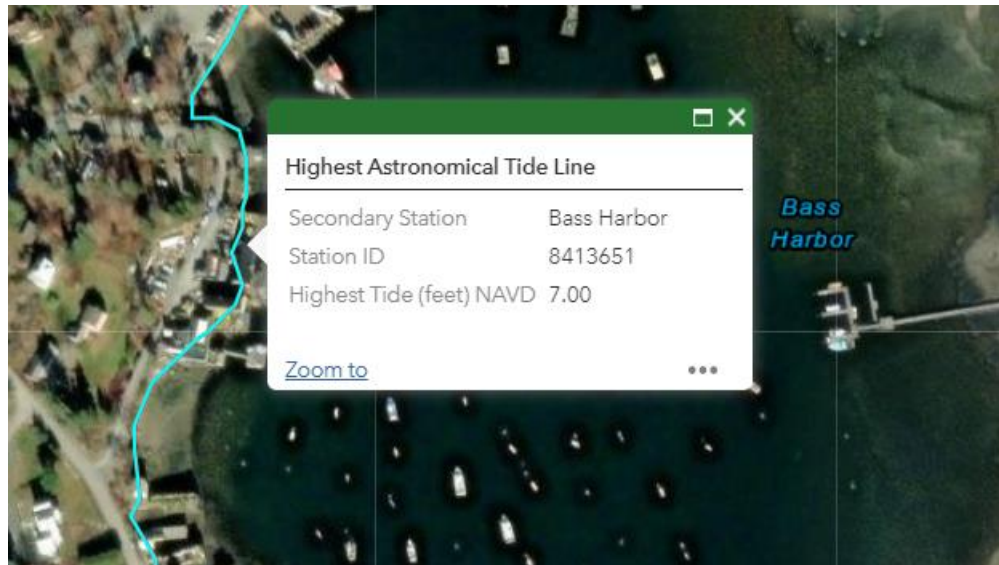 Highest Astronomical Tide Line
Secondary Station Bass Harbor
Station ID 8413651
Highest Tide (feet) NAVD 7.00
Zoom to
Bass
Harbor